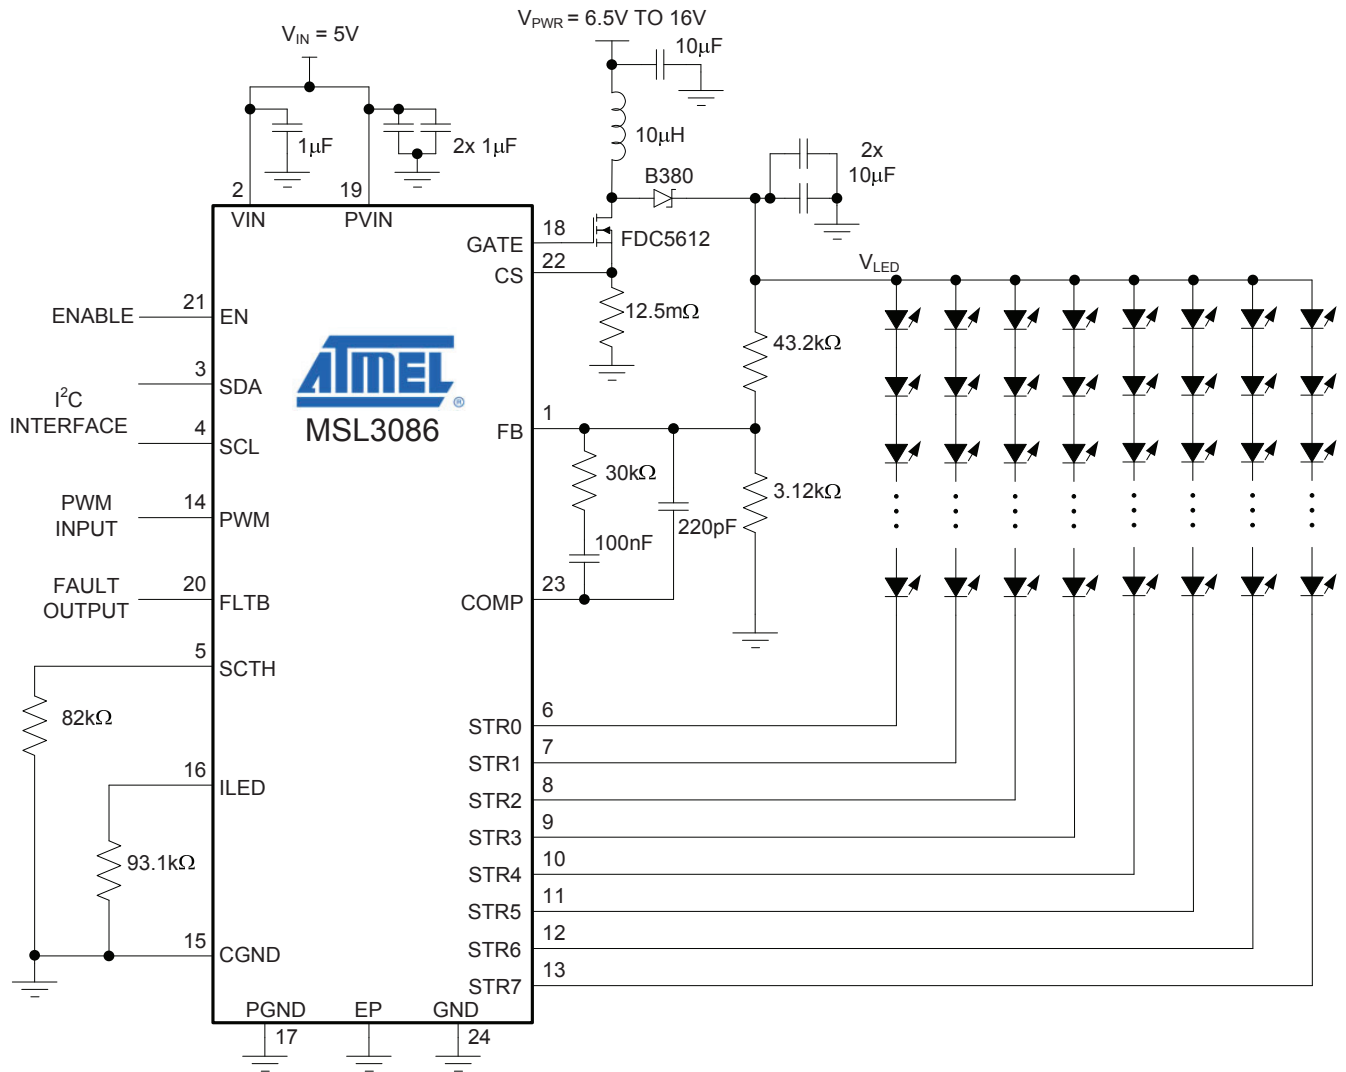 V_PWR = 6.5V TO 16V
V_IN = 5V
10μF
1μF
2x 1μF
10μH
2x
10μF
B380
2
19
VIN
PVIN
18
GATE
FDC5612
22
CS
V_LED
12.5mΩ
ENABLE
21
EN
43.2kΩ
3
SDA
I²C
INTERFACE
4
SCL
ATMEL
®
MSL3086
1
FB
30kΩ
3.12kΩ
PWM
INPUT
14
PWM
220pF
100nF
FAULT
OUTPUT
20
FLTB
23
COMP
5
SCTH
82kΩ
6
STR0
7
STR1
16
ILED
8
STR2
9
STR3
93.1kΩ
10
STR4
11
STR5
15
CGND
12
STR6
13
STR7
PGND
EP
GND
17
24